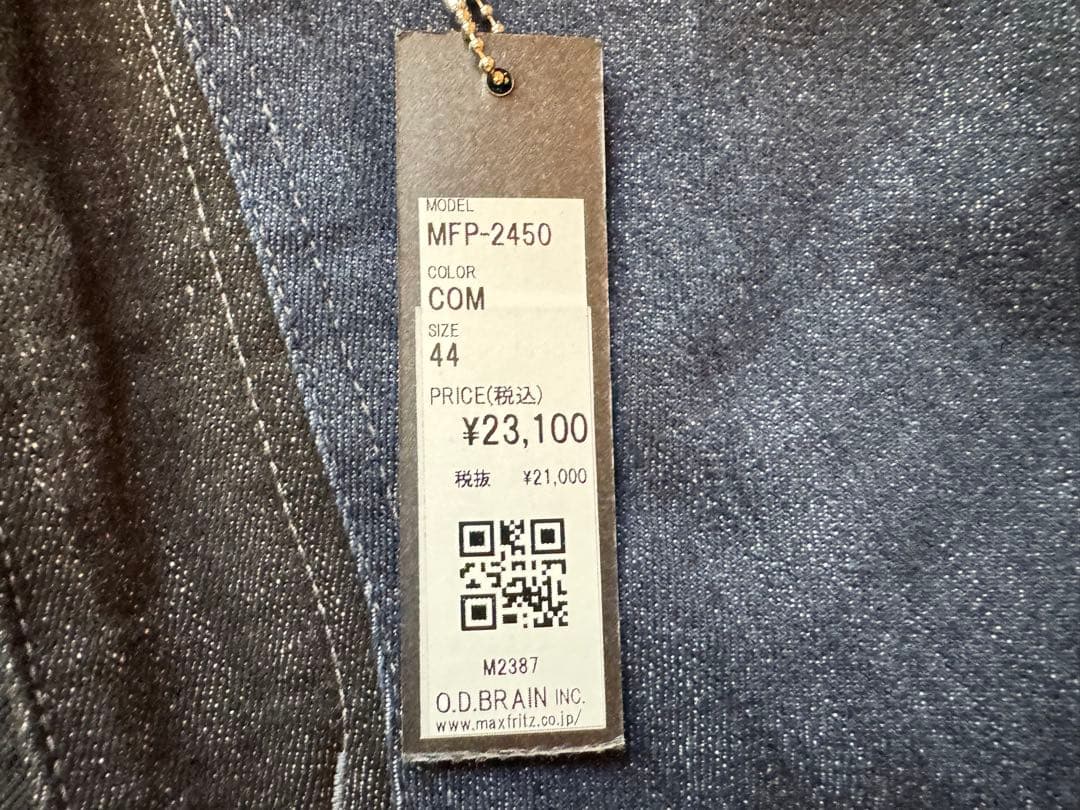 MODEL
MFP-2450
COLOR
COM
SIZE
44
PRICE(税込)
¥23,100
税抜 ¥21,000
M2387
O.D.BRAIN INC.
www.maxfritz.co.jp/